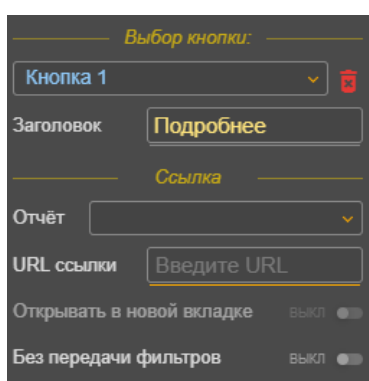 Выбор кнопки:
Кнопка 1
Заголовок Подробнее
Ссылка
Отчёт
URL ссылки Введите URL
Открывать в новой вкладке ВЫКЛ
Без передачи фильтров ВЫКЛ